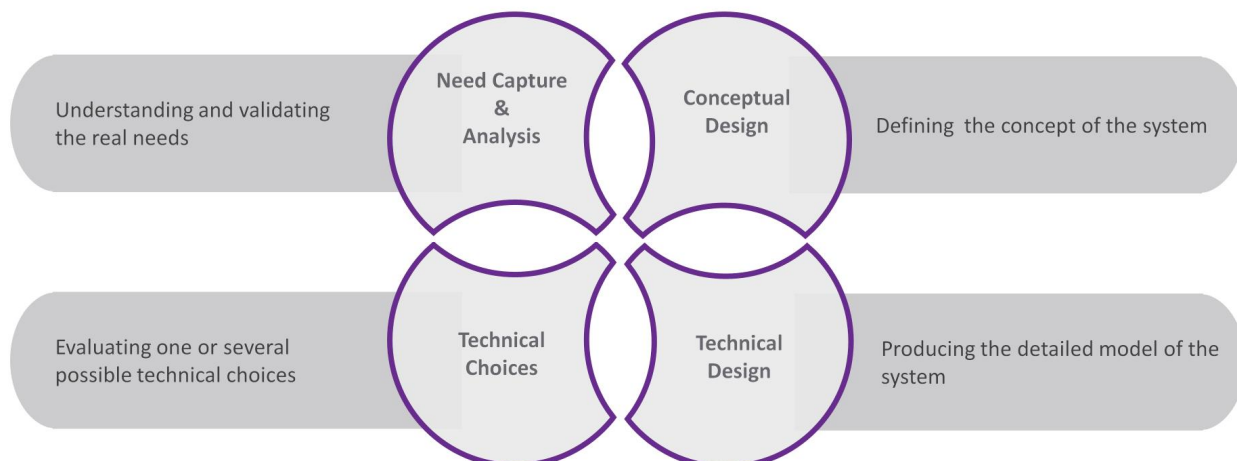 Understanding and validating
the real needs
Need Capture
&
Analysis
Conceptual
Design
Defining the concept of the system
Evaluating one or several
possible technical choices
Technical
Choices
Technical
Design
Producing the detailed model of the
system